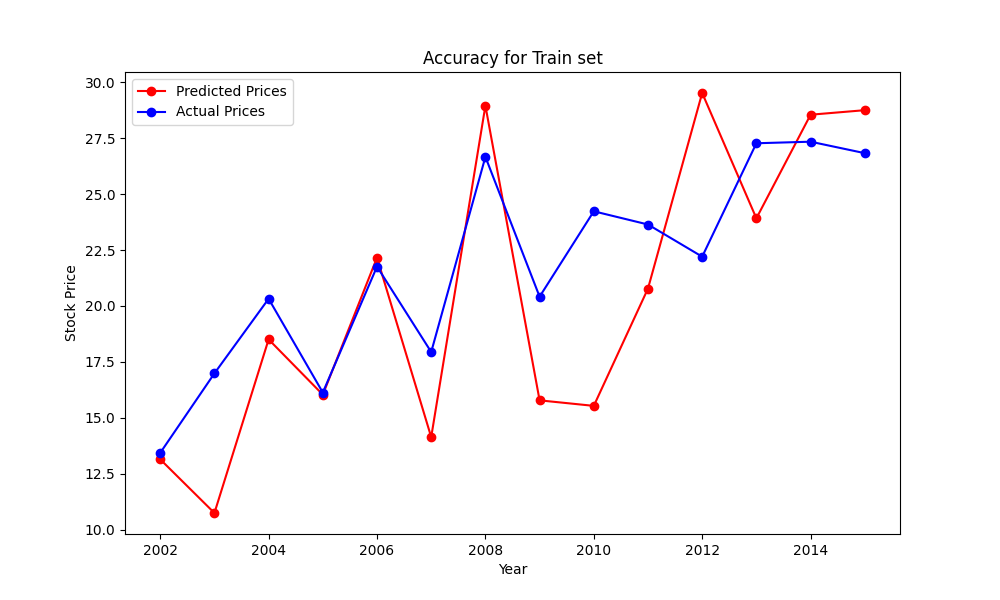 Accuracy for Train set
Predicted Prices
Actual Prices
30.0
27.5
25.0
22.5
20.0
17.5
15.0
12.5
10.0
Stock Price
2002 2004 2006 2008 2010 2012 2014
Year